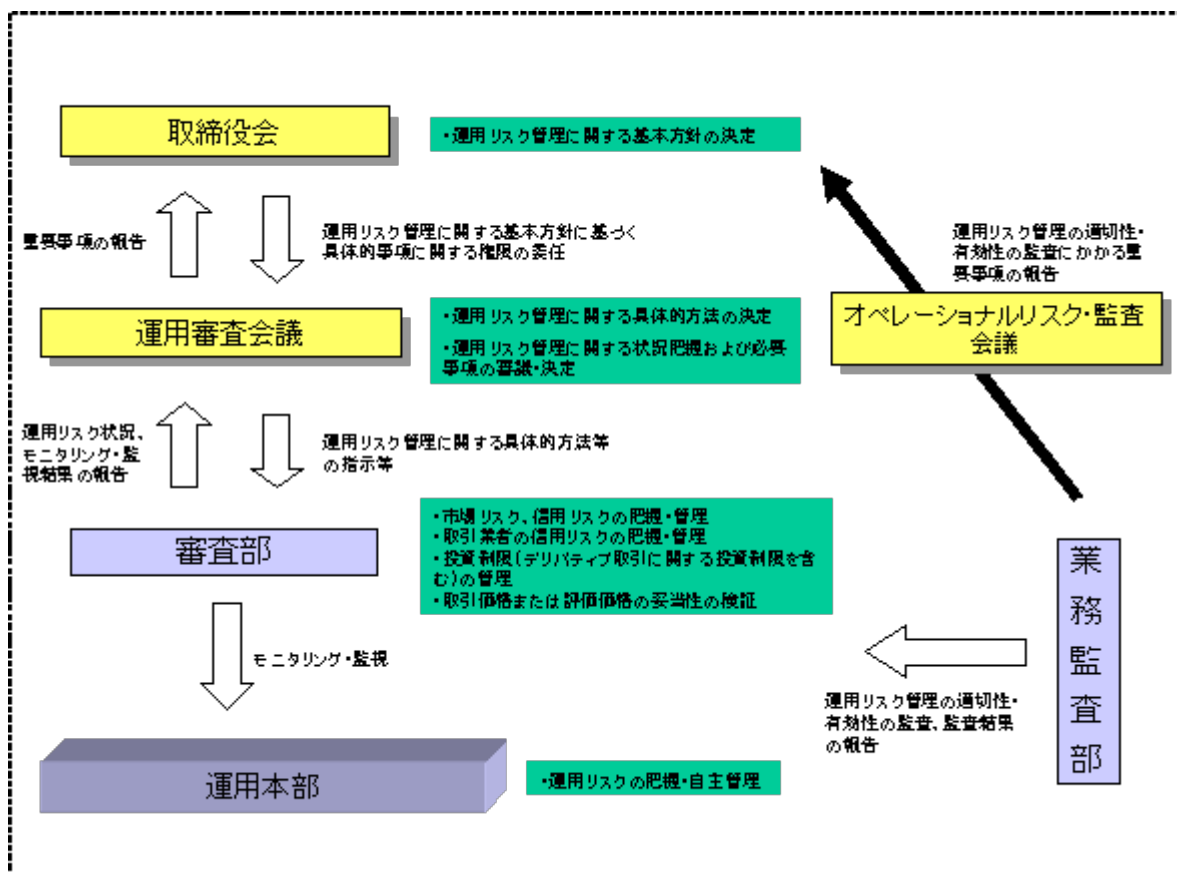 取締役会
・運用リスク管理に関する基本方針の決定
重要事項の報告
運用リスク管理に関する基本方針に基づく
具体的事項に関する権限の委任
運用リスク管理の適切性・
有効性の監査にかかる重
要事項の報告
運用審査会議
・運用リスク管理に関する具体的方法の決定
・運用リスク管理に関する状況把握および必要
事項の審議・決定
オペレーショナルリスク・監査
会議
運用リスク状況、
モニタリング・監
視結果の報告
運用リスク管理に関する具体的方法等
の指示等
審査部
・市場リスク、信用リスクの把握・管理
・取引業者の信用リスクの把握・管理
・投資制限(デリバティブ取引に関する投資制限を含
む)の管理
・取引価格または評価価格の妥当性の検証
業務監査部
モニタリング・監視
運用リスク管理の適切性・
有効性の監査、監査結果
の報告
運用本部
・運用リスクの把握・自主管理